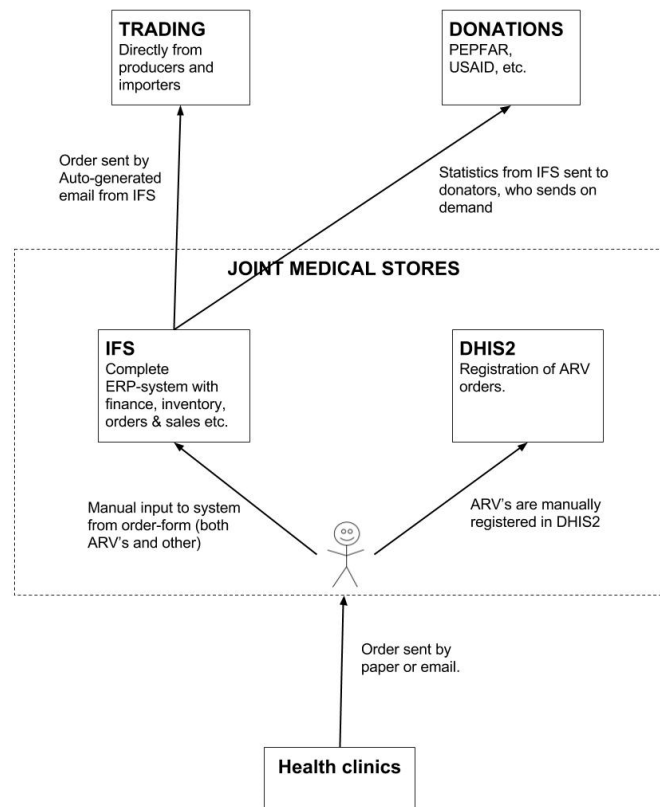 TRADING
Directly from
producers and
importers
DONATIONS
PEPFAR,
USAID, etc.
Order sent by
Auto-generated
email from IFS
Statistics from IFS sent to
donators, who sends on
demand
JOINT MEDICAL STORES
IFS
Complete
ERP-system with
finance, inventory,
orders & sales etc.
DHIS2
Registration of ARV
orders.
Manual input to system
from order-form (both
ARV's and other)
ARV's are manually
registered in DHIS2
Order sent by
paper or email.
Health clinics